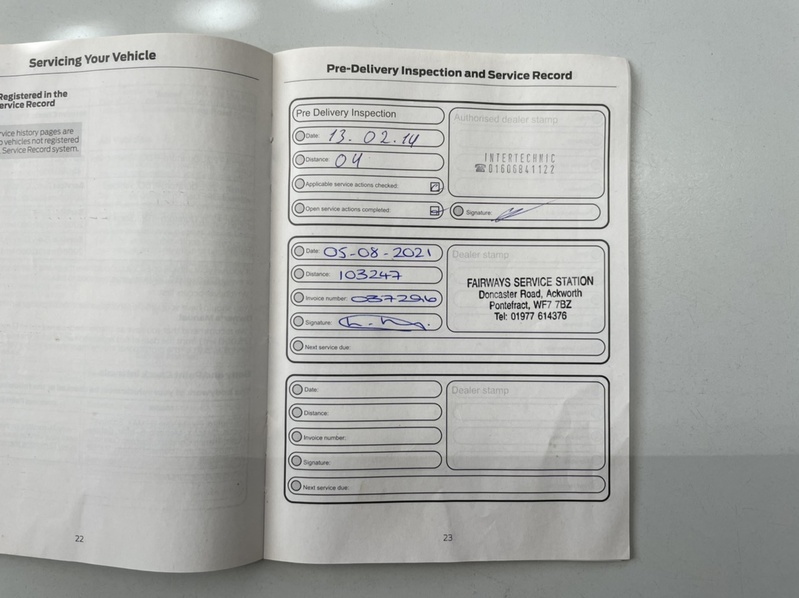 Servicing Your Vehicle
Registered in the
ervice Record
rvice history pages are
o vehicles not registered
Service Record system.
22
Pre-Delivery Inspection and Service Record
Pre Delivery Inspection
Date: 13.02.14
Distance: 04
Applicable service actions checked:
Open service actions completed:
Authorised dealer stamp
INTERTECHNIC
☎01606841122
Signature:
Date: 05-08-2021
Distance: 103247
Invoice number: 0872916
Signature:
Next service due:
Dealer stamp
FAIRWAYS SERVICE STATION
Doncaster Road, Ackworth
Pontefract, WF7 7BZ
Tel: 01977 614376
Date:
Distance:
Invoice number:
Signature:
Next service due:
Dealer stamp
23